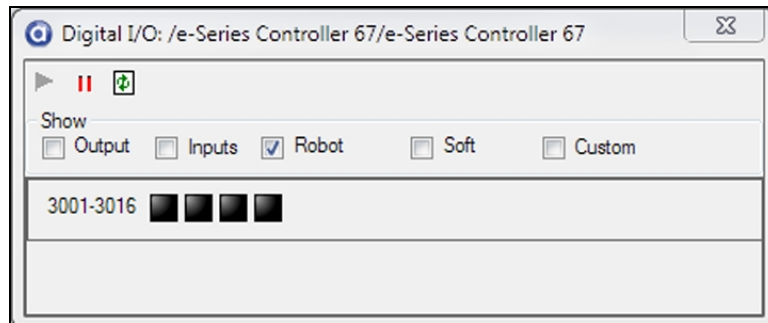 Digital I/O: /e-Series Controller 67/e-Series Controller 67
Show
Output Inputs Robot Soft Custom
3001-3016